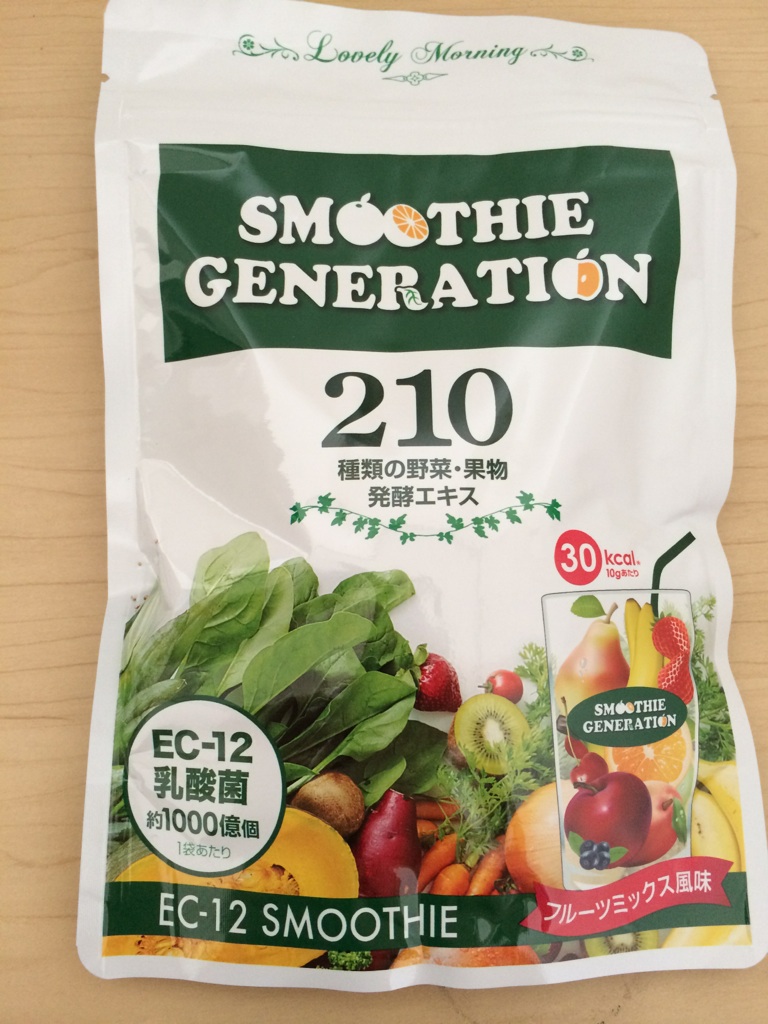 Lovely Morning
SMOOTHIE
GENERATION
210
種類の野菜・果物
発酵エキス
30 kcal※
10gあたり
SMOOTHIE
GENERATION
EC-12
乳酸菌
約1000億個
1袋あたり
フルーツミックス風味
EC-12 SMOOTHIE